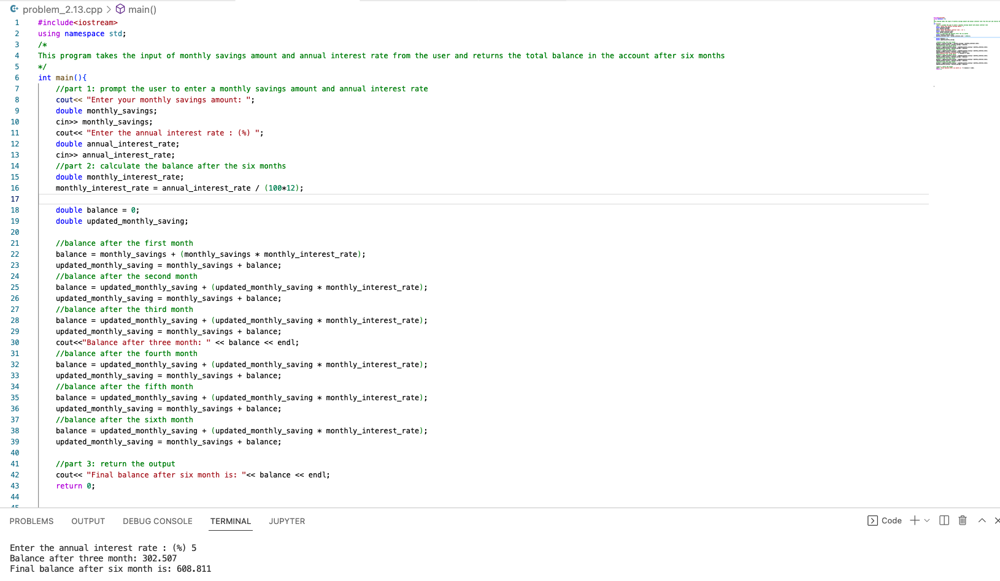 problem_2.13.cpp > main()
1 #include<iostream>
2 using namespace std;
3 /*
4 This program takes the input of monthly savings amount and annual interest rate from the user and returns the total balance in the account after six months
5 */
6 int main(){
7 //part 1: prompt the user to enter a monthly savings amount and annual interest rate
8 cout<< "Enter your monthly savings amount: ";
9 double monthly_savings;
10 cin>> monthly_savings;
11 cout<< "Enter the annual interest rate : (%) ";
12 double annual_interest_rate;
13 cin>> annual_interest_rate;
14 //part 2: calculate the balance after the six months
15 double monthly_interest_rate;
16 monthly_interest_rate = annual_interest_rate / (100*12);
17
18 double balance = 0;
19 double updated_monthly_saving;
20
21 //balance after the first month
22 balance = monthly_savings + (monthly_savings * monthly_interest_rate);
23 updated_monthly_saving = monthly_savings + balance;
24 //balance after the second month
25 balance = updated_monthly_saving + (updated_monthly_saving * monthly_interest_rate);
26 updated_monthly_saving = monthly_savings + balance;
27 //balance after the third month
28 balance = updated_monthly_saving + (updated_monthly_saving * monthly_interest_rate);
29 updated_monthly_saving = monthly_savings + balance;
30 cout<<"Balance after three month: " << balance << endl;
31 //balance after the fourth month
32 balance = updated_monthly_saving + (updated_monthly_saving * monthly_interest_rate);
33 updated_monthly_saving = monthly_savings + balance;
34 //balance after the fifth month
35 balance = updated_monthly_saving + (updated_monthly_saving * monthly_interest_rate);
36 updated_monthly_saving = monthly_savings + balance;
37 //balance after the sixth month
38 balance = updated_monthly_saving + (updated_monthly_saving * monthly_interest_rate);
39 updated_monthly_saving = monthly_savings + balance;
40
41 //part 3: return the output
42 cout<< "Final balance after six month is: "<< balance << endl;
43 return 0;
44
PROBLEMS OUTPUT DEBUG CONSOLE TERMINAL JUPYTER Code
Enter the annual interest rate : (%) 5
Balance after three month: 302.507
Final balance after six month is: 608.811